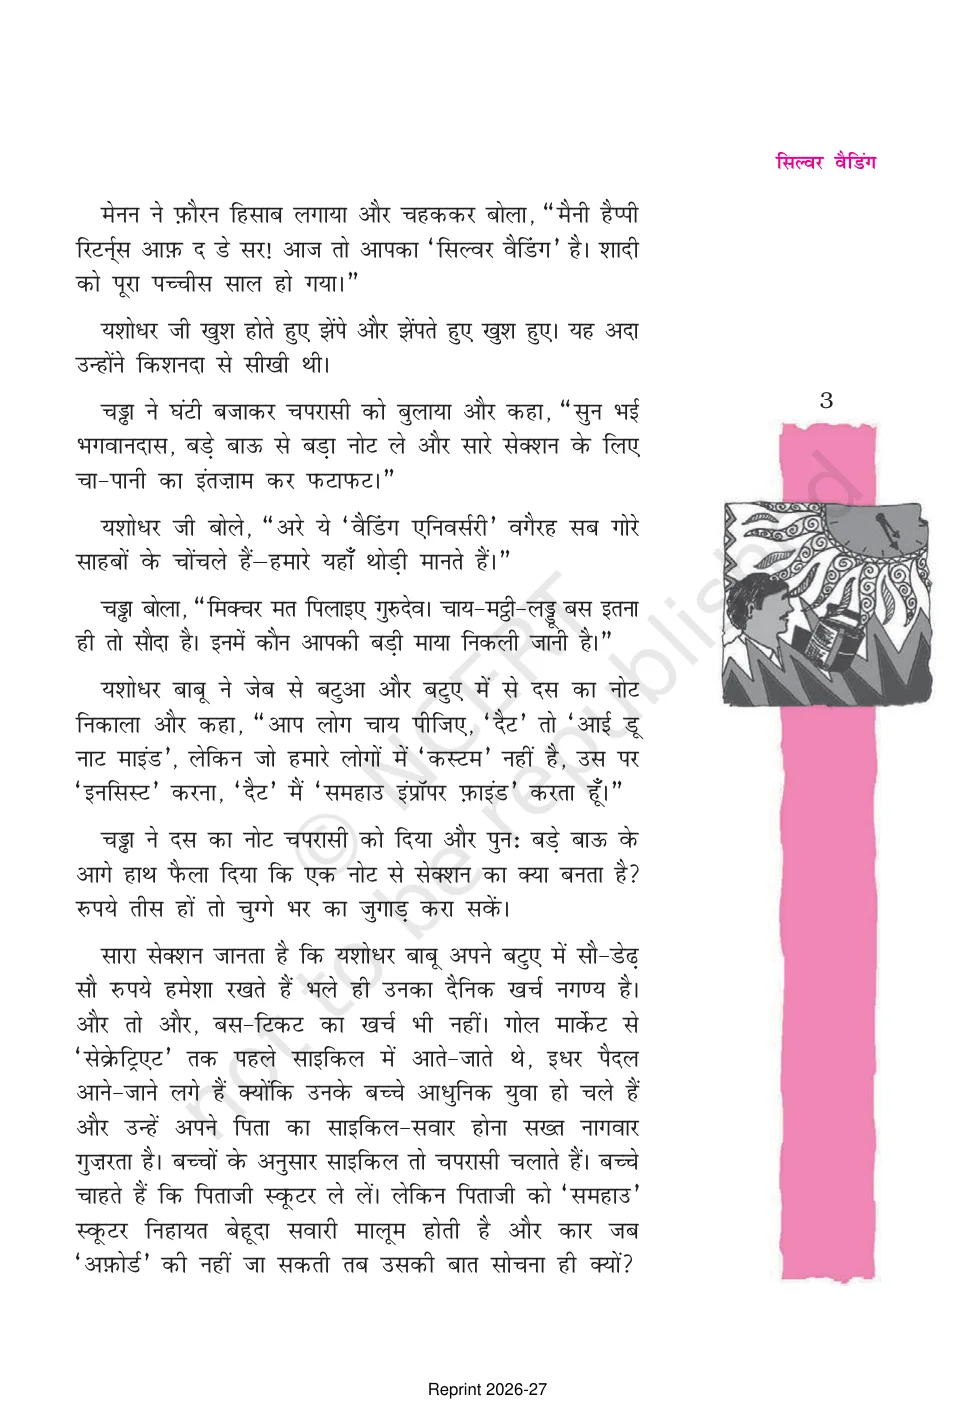 सिल्वर वैडिंग
मेनन ने फ़ौरन हिसाब लगाया और चहककर बोला, “मैनी हैप्पी
रिटर्न्स आफ़ द डे सर! आज तो आपका ‘सिल्वर वैडिंग’ है। शादी
को पूरा पच्चीस साल हो गया।”
यशोधर जी खुश होते हुए झेंपे और झेंपते हुए खुश हुए। यह अदा
उन्होंने किशनदा से सीखी थी।
चड्ढा ने घंटी बजाकर चपरासी को बुलाया और कहा, “सुन भई
भगवानदास, बड़े बाऊ से बड़ा नोट ले और सारे सेक्शन के लिए
चा-पानी का इंतज़ाम कर फटाफट।”
यशोधर जी बोले, “अरे ये ‘वैडिंग एनिवर्सरी’ वगैरह सब गोरे
साहबों के चोंचले हैं—हमारे यहाँ थोड़ी मानते हैं।”
चड्ढा बोला, “मिक्चर मत पिलाइए गुरुदेव। चाय-मट्ठी-लड्डू बस इतना
ही तो सौदा है। इनमें कौन आपकी बड़ी माया निकली जानी है।”
यशोधर बाबू ने जेब से बटुआ और बटुए में से दस का नोट
निकाला और कहा, “आप लोग चाय पीजिए, ‘दैट’ तो ‘आई डू
नाट माइंड’, लेकिन जो हमारे लोगों में ‘कस्टम’ नहीं है, उस पर
‘इनसिस्ट’ करना, ‘दैट’ मैं ‘समहाउ इंप्रॉपर फ़ाइंड’ करता हूँ।”
चड्ढा ने दस का नोट चपरासी को दिया और पुन: बड़े बाऊ के
आगे हाथ फैला दिया कि एक नोट से सेक्शन का क्या बनता है?
रुपये तीस हों तो चुग्गे भर का जुगाड़ करा सकें।
सारा सेक्शन जानता है कि यशोधर बाबू अपने बटुए में सौ-डेढ़
सौ रुपये हमेशा रखते हैं भले ही उनका दैनिक खर्च नगण्य है।
और तो और, बस-टिकट का खर्च भी नहीं। गोल मार्केट से
‘सेक्रेट्रिएट’ तक पहले साइकिल में आते-जाते थे, इधर पैदल
आने-जाने लगे हैं क्योंकि उनके बच्चे आधुनिक युवा हो चले हैं
और उन्हें अपने पिता का साइकिल-सवार होना सख्त नागवार
गुज़रता है। बच्चों के अनुसार साइकिल तो चपरासी चलाते हैं। बच्चे
चाहते हैं कि पिताजी स्कूटर ले लें। लेकिन पिताजी को ‘समहाउ’
स्कूटर निहायत बेहूदा सवारी मालूम होती है और कार जब
‘अफ़ोर्ड’ की नहीं जा सकती तब उसकी बात सोचना ही क्यों?
3
© NCERT
not to be republished
Reprint 2026-27